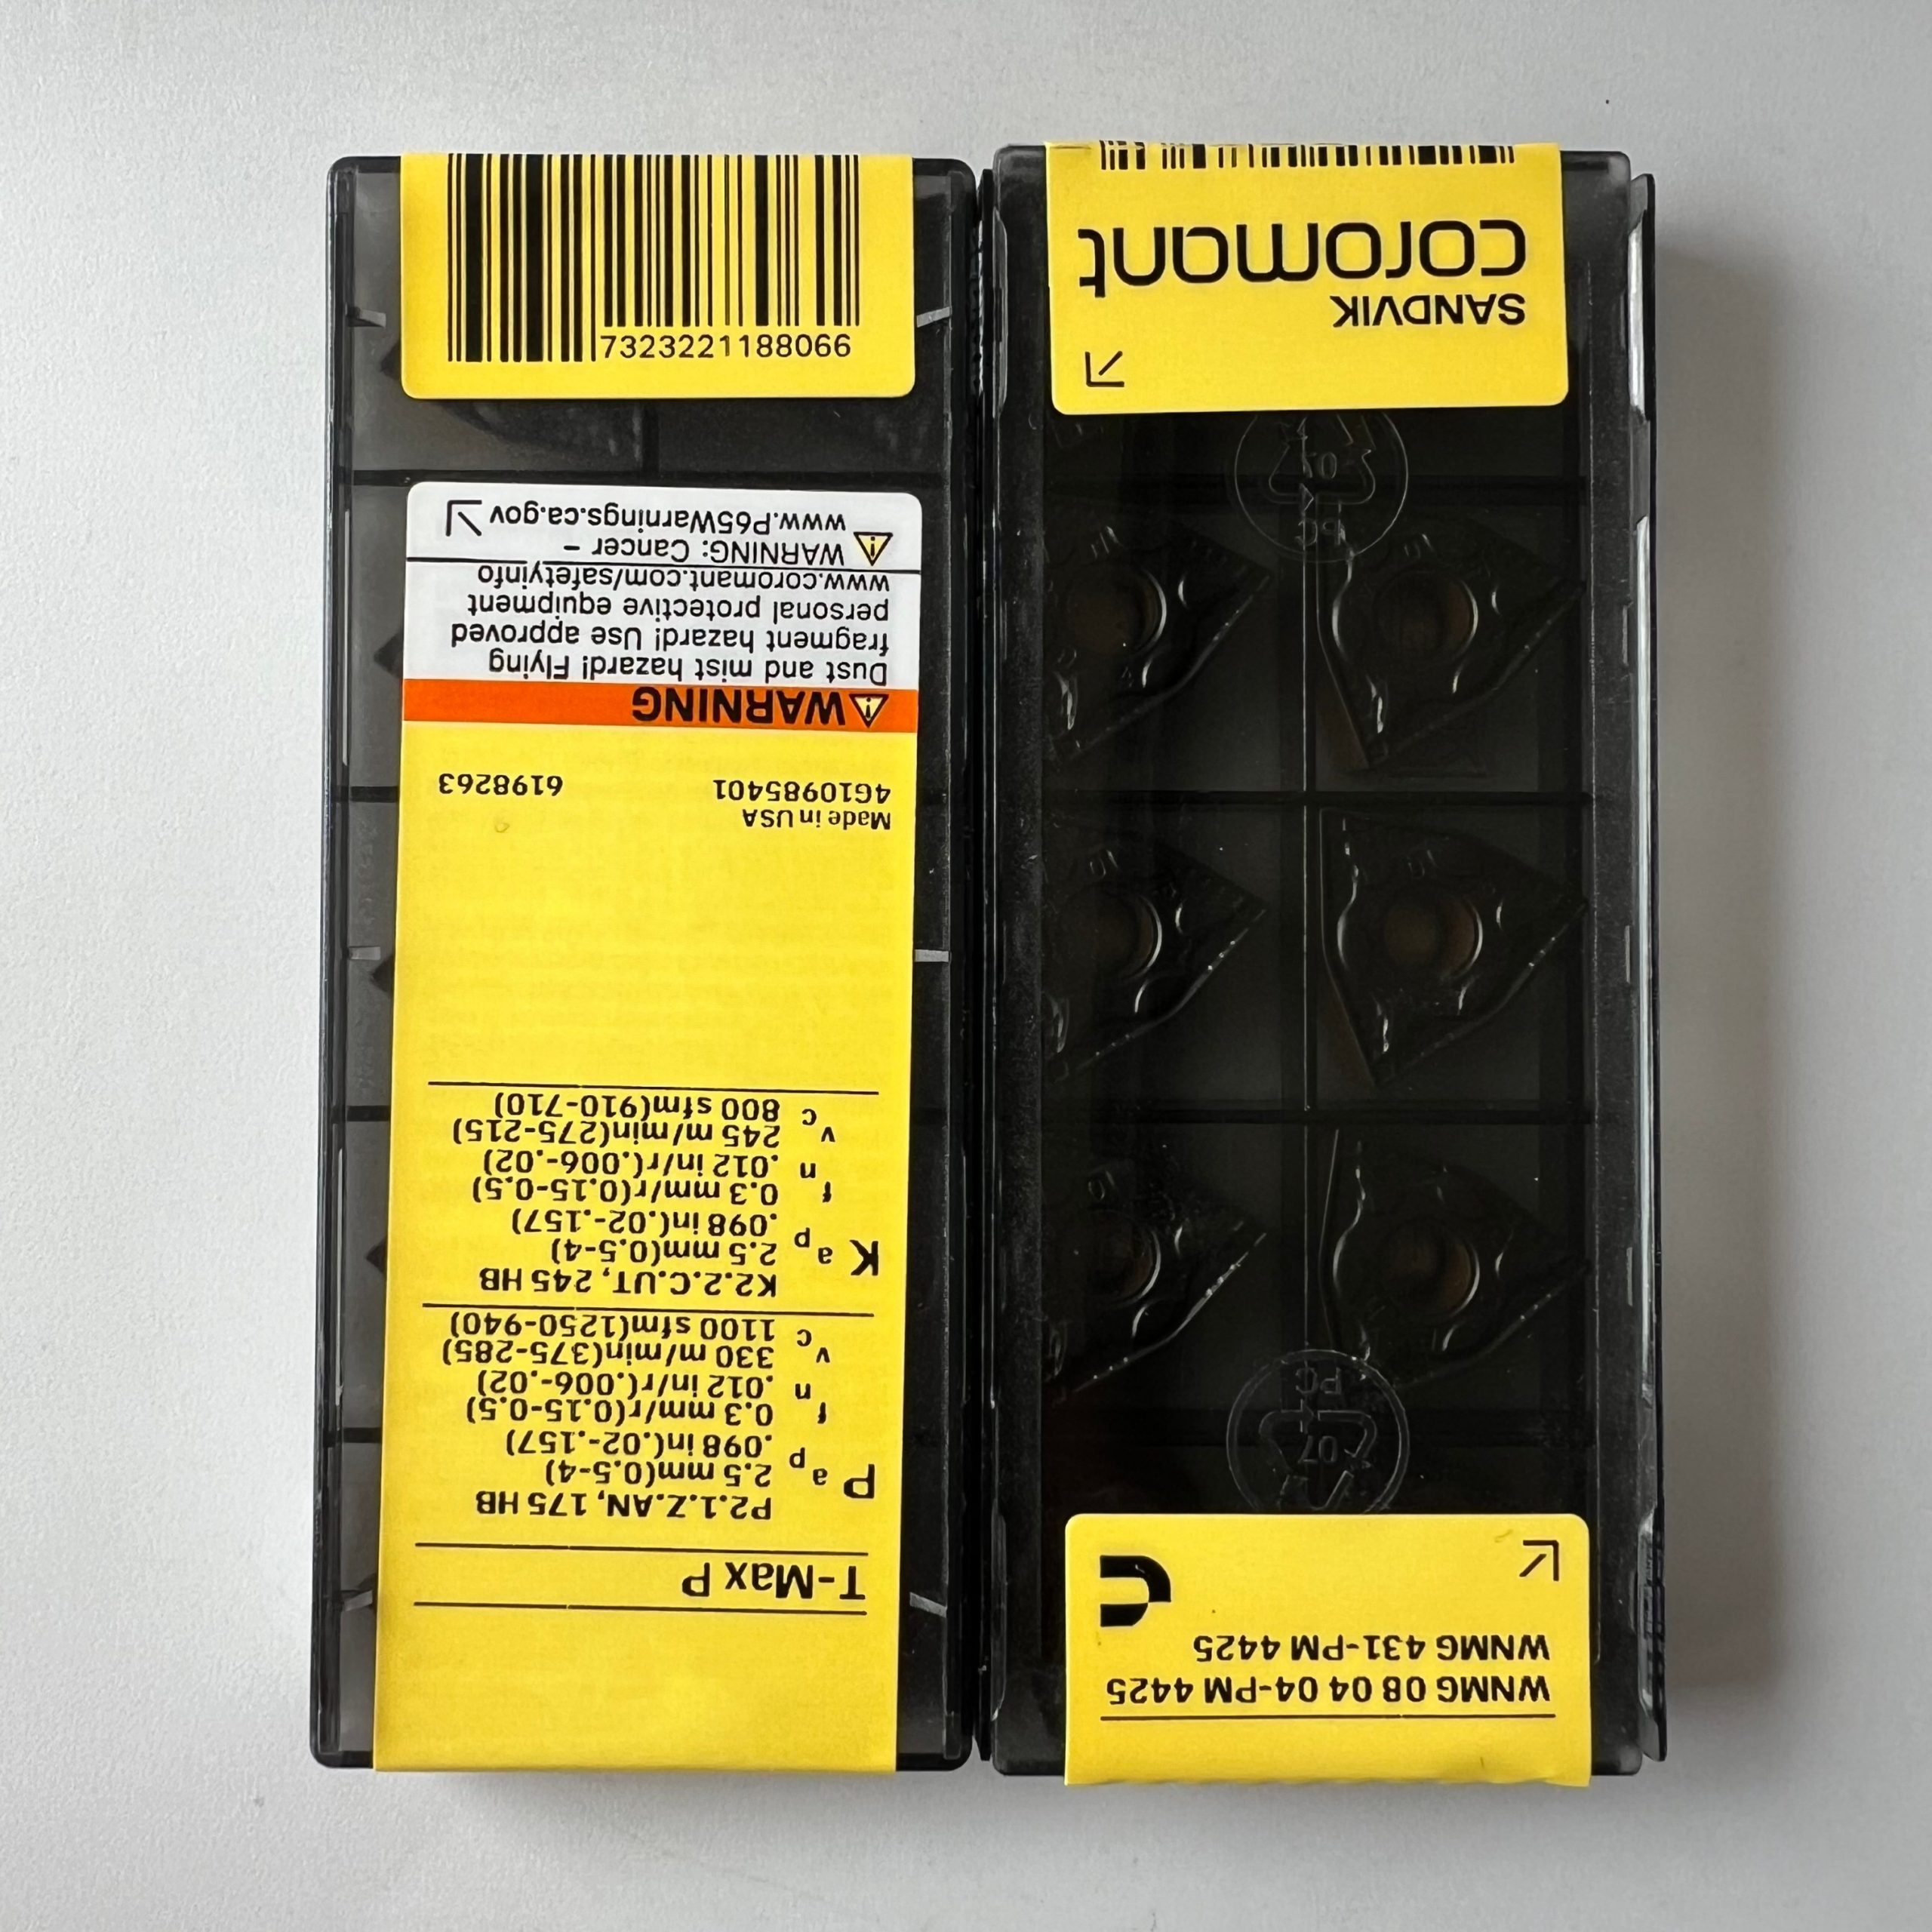 7323221188066
T-Max P
P2.1.Z.AN, 175 HB
P ap 2.5 mm(0.5-4)
.098 in(.02-.157)
fn 0.3 mm/r(0.15-0.5)
.012 in/r(.006-.02)
vc 330 m/min(375-285)
1100 sfm(1250-940)
K2.2.C.UT, 245 HB
K ap 2.5 mm(0.5-4)
.098 in(.02-.157)
fn 0.3 mm/r(0.15-0.5)
.012 in/r(.006-.02)
vc 245 m/min(275-215)
800 sfm(910-710)
Made in USA
4G10985401 6198263
WARNING
Dust and mist hazard! Flying
fragment hazard! Use approved
personal protective equipment
www.coromant.com/safetyinfo
WARNING: Cancer –
www.P65Warnings.ca.gov
WNMG 08 04 04-PM 4425
WNMG 431-PM 4425
07
PC
07
PC
SANDVIK
coromant